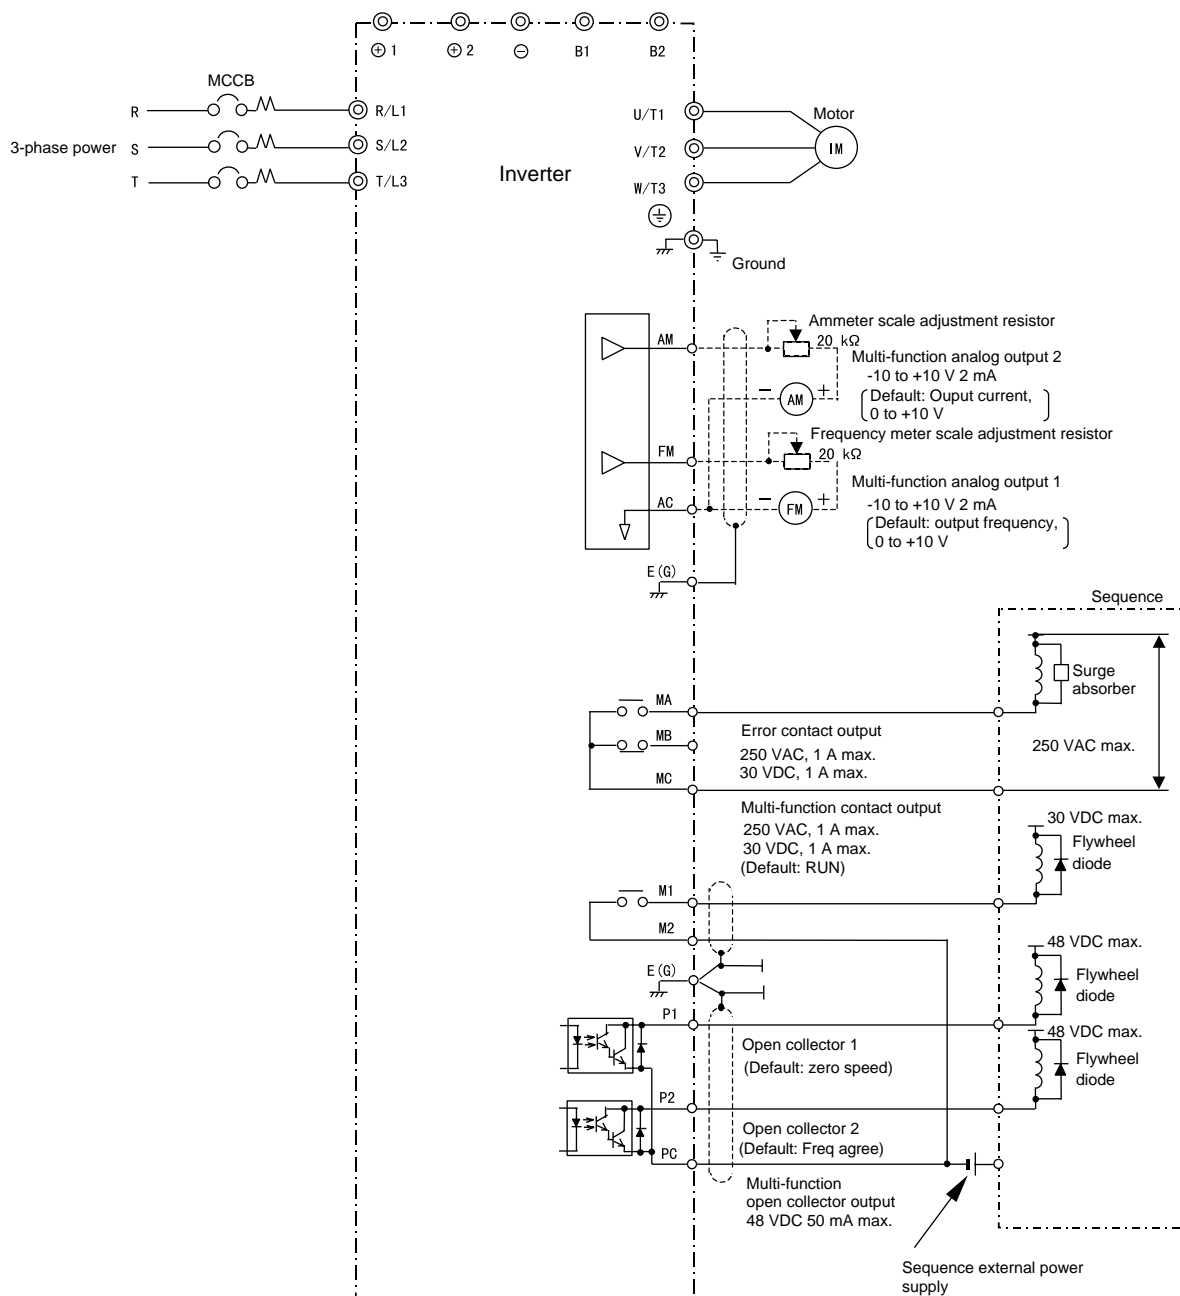 ⊕ 1
⊕ 2
⊖
B1
B2
MCCB
R
R/L1
U/T1
Motor
3-phase power
S
S/L2
Inverter
V/T2
IM
T
T/L3
W/T3
Ground
Ammeter scale adjustment resistor
AM
20 kΩ
Multi-function analog output 2
-10 to +10 V 2 mA
− AM +
Default: Ouput current,
0 to +10 V
Frequency meter scale adjustment resistor
FM
20 kΩ
Multi-function analog output 1
AC
− FM +
-10 to +10 V 2 mA
Default: output frequency,
0 to +10 V
E(G)
Sequence
Surge
absorber
MA
Error contact output
MB
250 VAC, 1 A max.
30 VDC, 1 A max.
250 VAC max.
MC
Multi-function contact output
250 VAC, 1 A max.
30 VDC, 1 A max.
(Default: RUN)
30 VDC max.
Flywheel
diode
M1
M2
48 VDC max.
E(G)
Flywheel
diode
P1
48 VDC max.
Open collector 1
(Default: zero speed)
Flywheel
diode
P2
Open collector 2
(Default: Freq agree)
PC
Multi-function
open collector output
48 VDC 50 mA max.
Sequence external power
supply